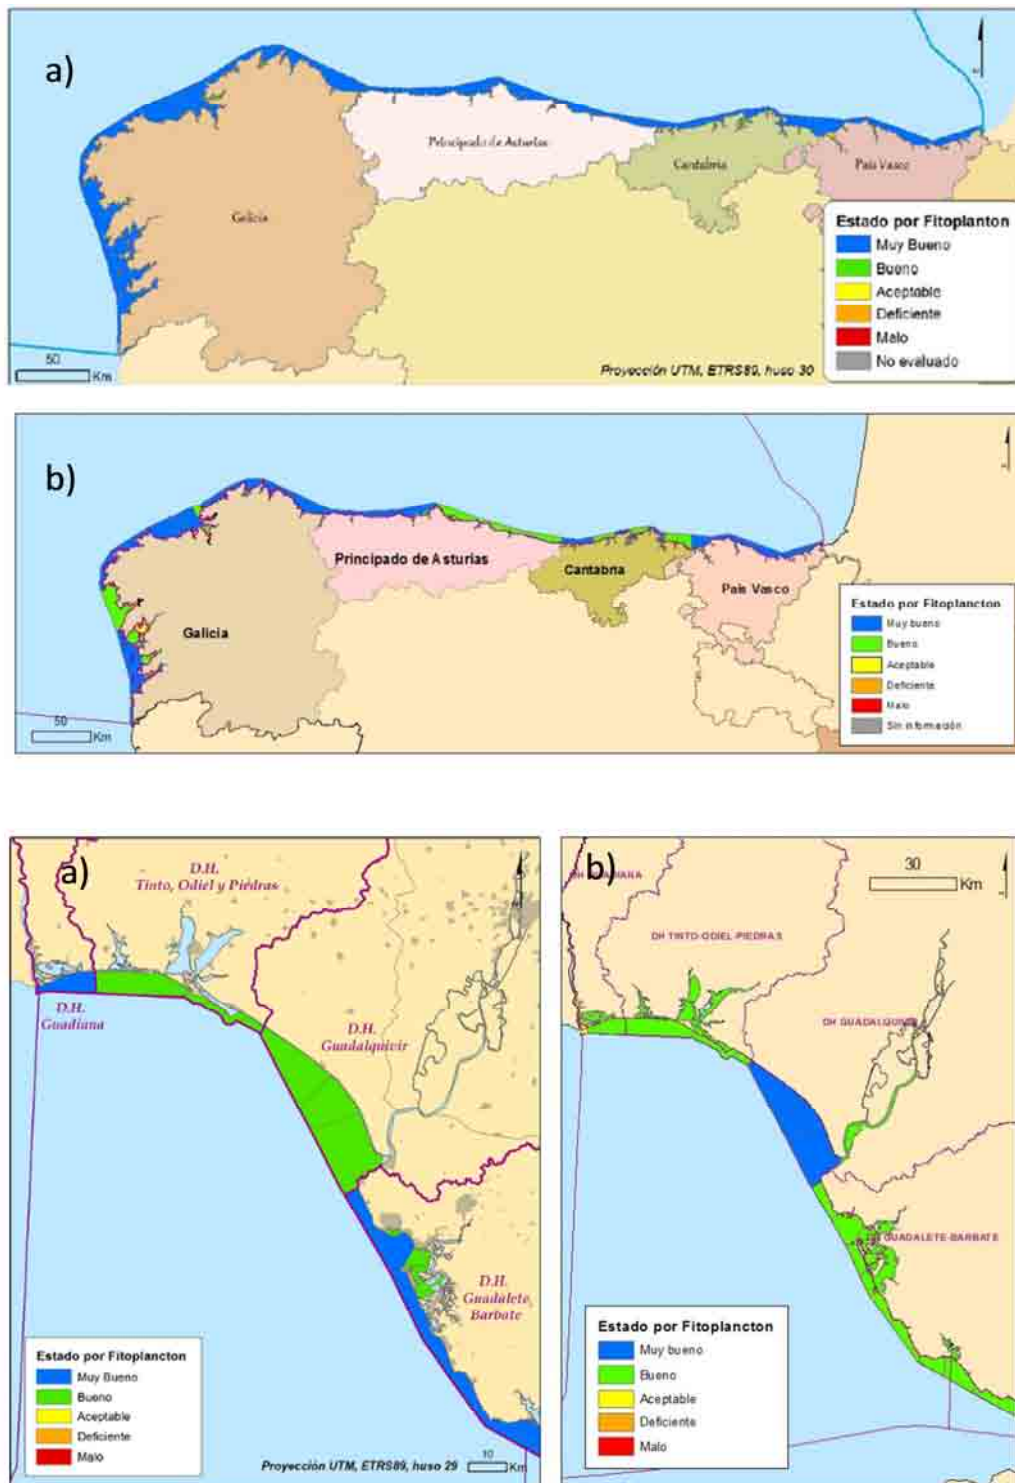 a)
Principado de Asturias
Cantabria
País Vasco
Galicia
Estado por Fitoplanton
Muy Bueno
Bueno
Aceptable
Deficiente
Malo
No evaluado
50
Km
Proyección UTM, ETRS89, huso 30
b)
Principado de Asturias
Cantabria
País Vasco
Galicia
Estado por Fitoplancton
Muy bueno
Bueno
Aceptable
Deficiente
Malo
Sin información
50
Km
a)
D.H.
Tinto, Odiel y Piedras
D.H.
Guadiana
D.H.
Guadalquivir
D.H.
Guadalete
Barbate
Estado por Fitoplancton
Muy Bueno
Bueno
Aceptable
Deficiente
Malo
Proyección UTM, ETRS89, huso 29
10
Km
b)
30
Km
DH TINTO-ODIEL-PIEDRAS
DH GUADALQUIVIR
GUADALETE-BARBATE
Estado por Fitoplancton
Muy bueno
Bueno
Aceptable
Deficiente
Malo